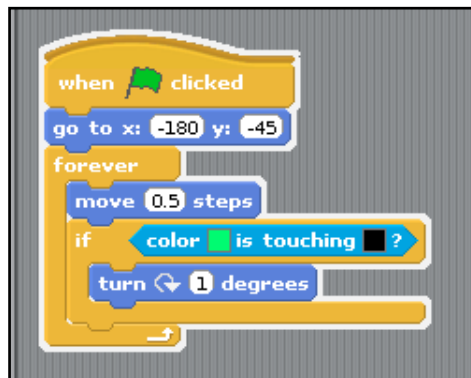 when clicked
go to x: -180 y: -45
forever
move 0.5 steps
if color is touching ?
turn 1 degrees